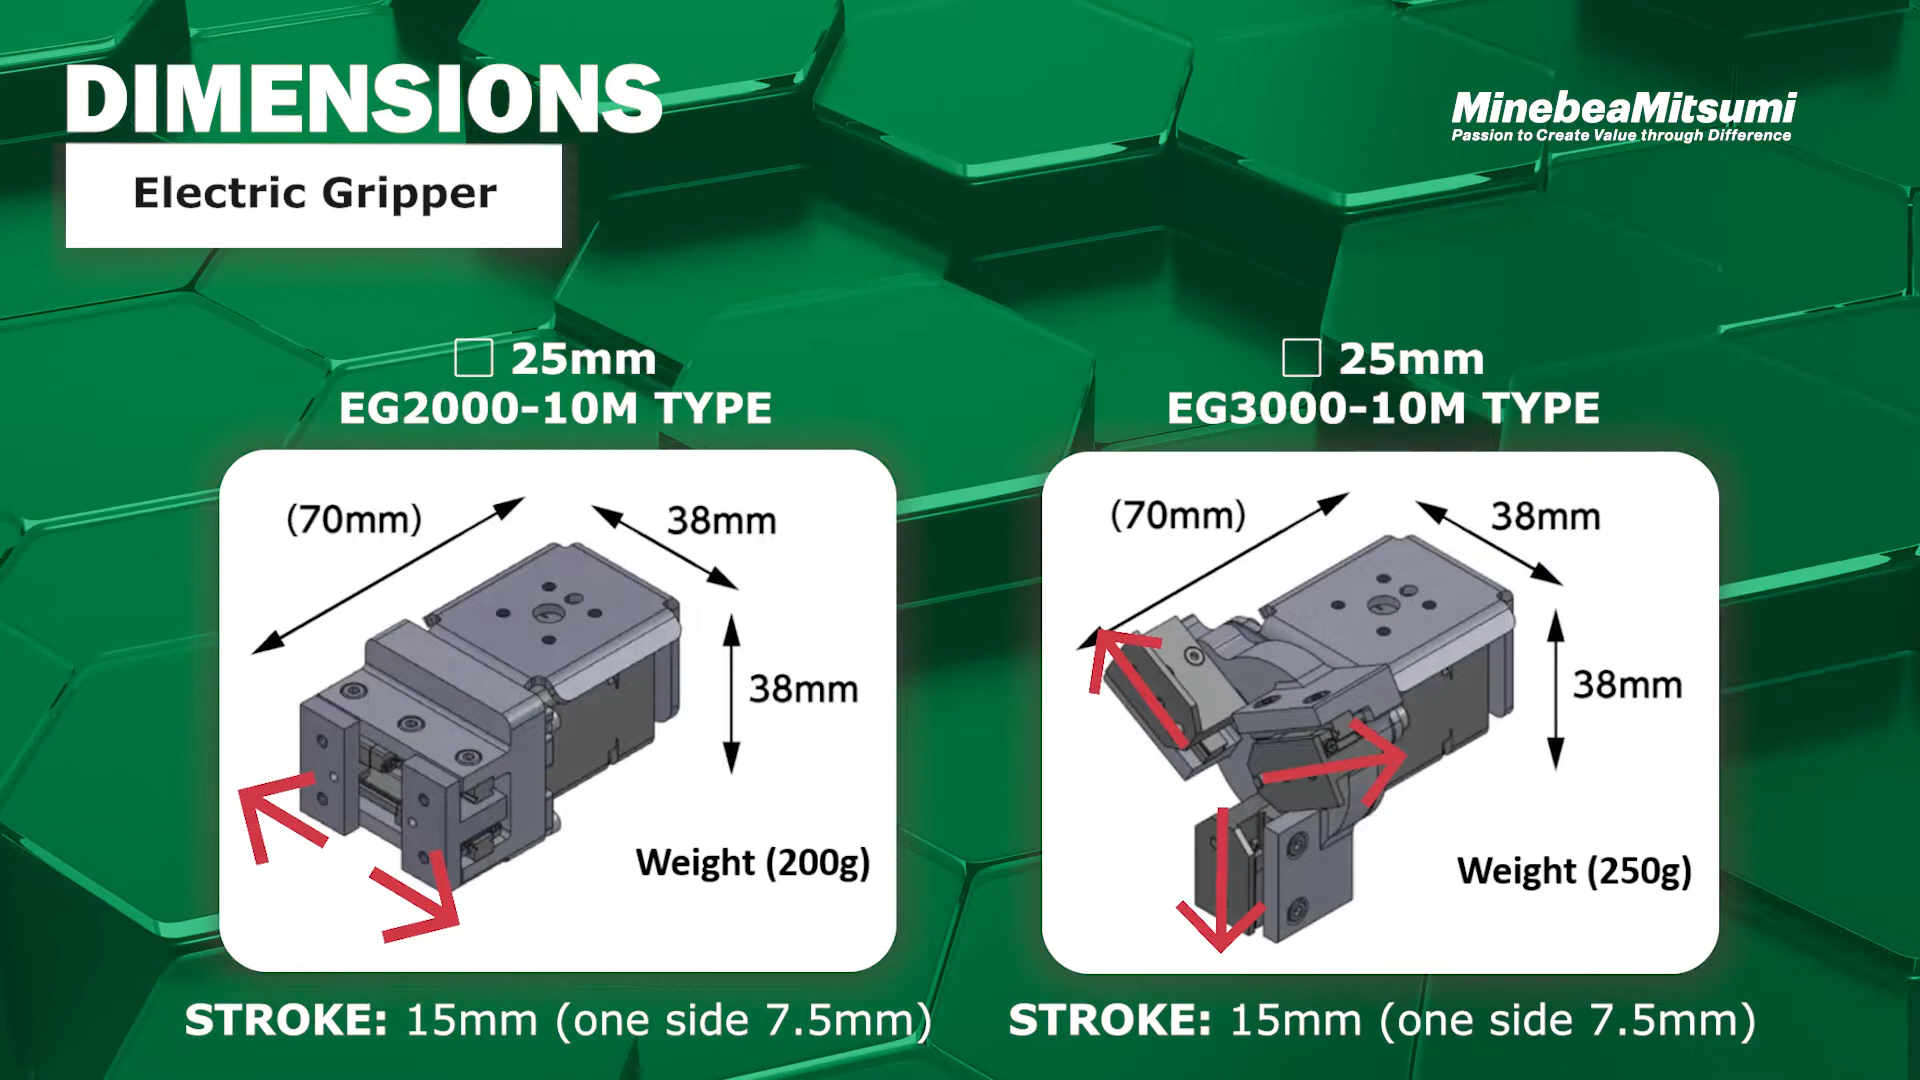 DIMENSIONS
Electric Gripper
MinebeaMitsumi
Passion to Create Value through Difference
□ 25mm
EG2000-10M TYPE
(70mm)
38mm
38mm
Weight (200g)
STROKE: 15mm (one side 7.5mm)
□ 25mm
EG3000-10M TYPE
(70mm)
38mm
38mm
Weight (250g)
STROKE: 15mm (one side 7.5mm)